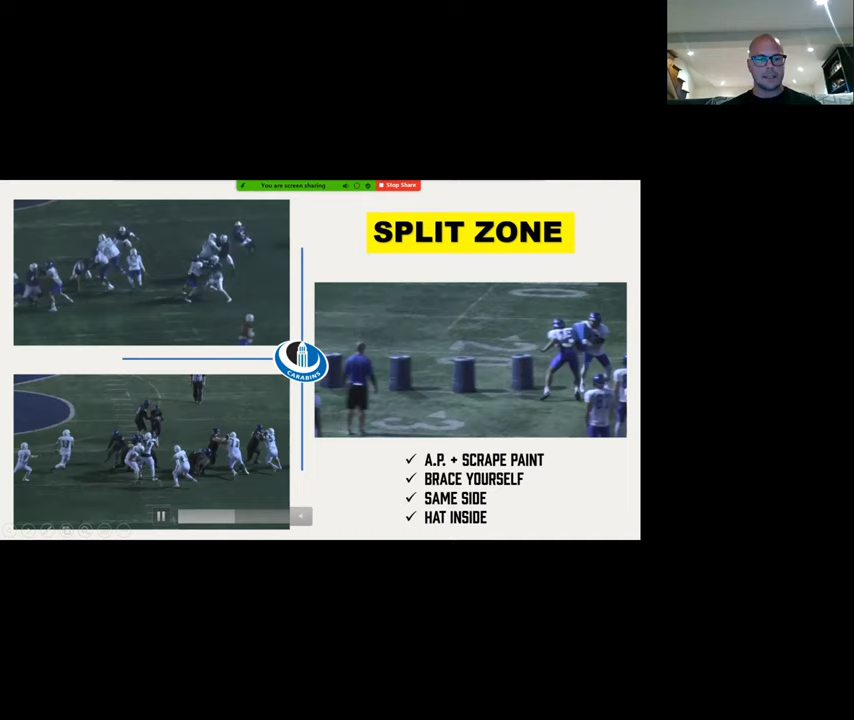 You are screen sharing
Stop Share
SPLIT ZONE
CARABINS
A.P. + SCRAPE PAINT
BRACE YOURSELF
SAME SIDE
HAT INSIDE